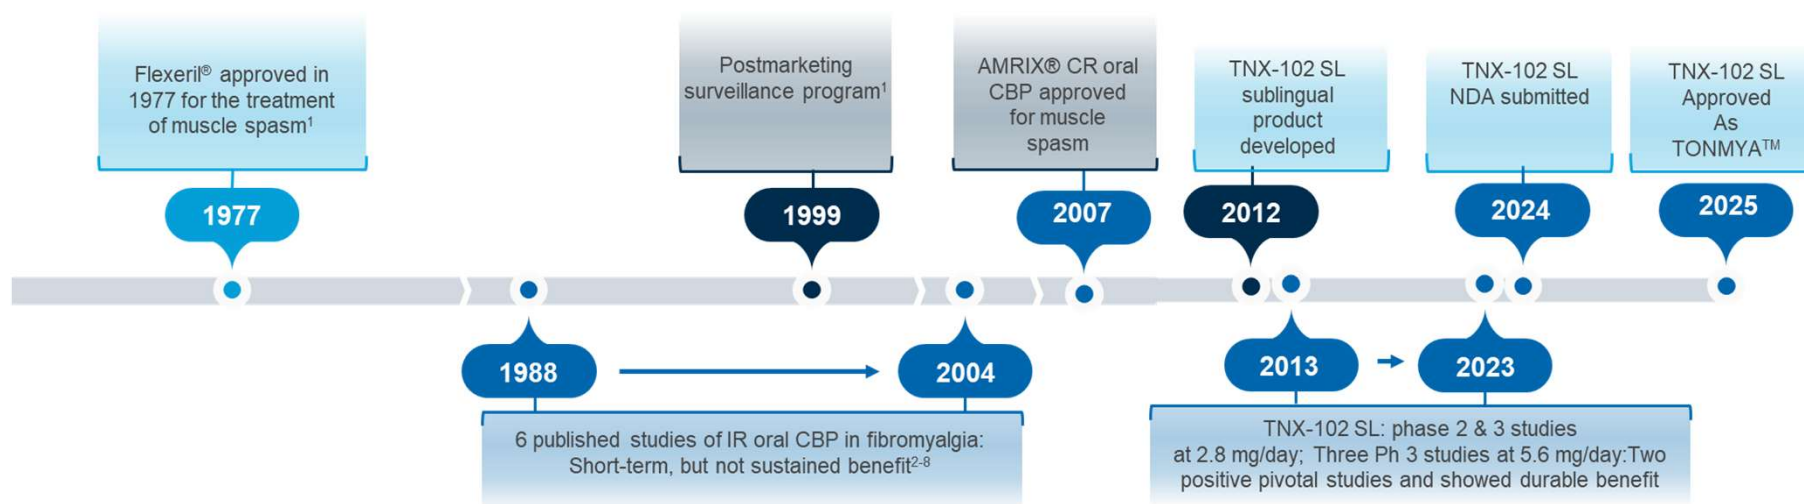 Flexeril® approved in
1977 for the treatment
of muscle spasm¹
Postmarketing
surveillance program¹
AMRIX® CR oral
CBP approved
for muscle
spasm
TNX-102 SL
sublingual
product
developed
TNX-102 SL
NDA submitted
TNX-102 SL
Approved
As
TONMYA™
1977
1999
2007
2012
2024
2025
1988
2004
2013
2023
6 published studies of IR oral CBP in fibromyalgia:
Short-term, but not sustained benefit²⁻⁸
TNX-102 SL: phase 2 & 3 studies
at 2.8 mg/day; Three Ph 3 studies at 5.6 mg/day:Two
positive pivotal studies and showed durable benefit